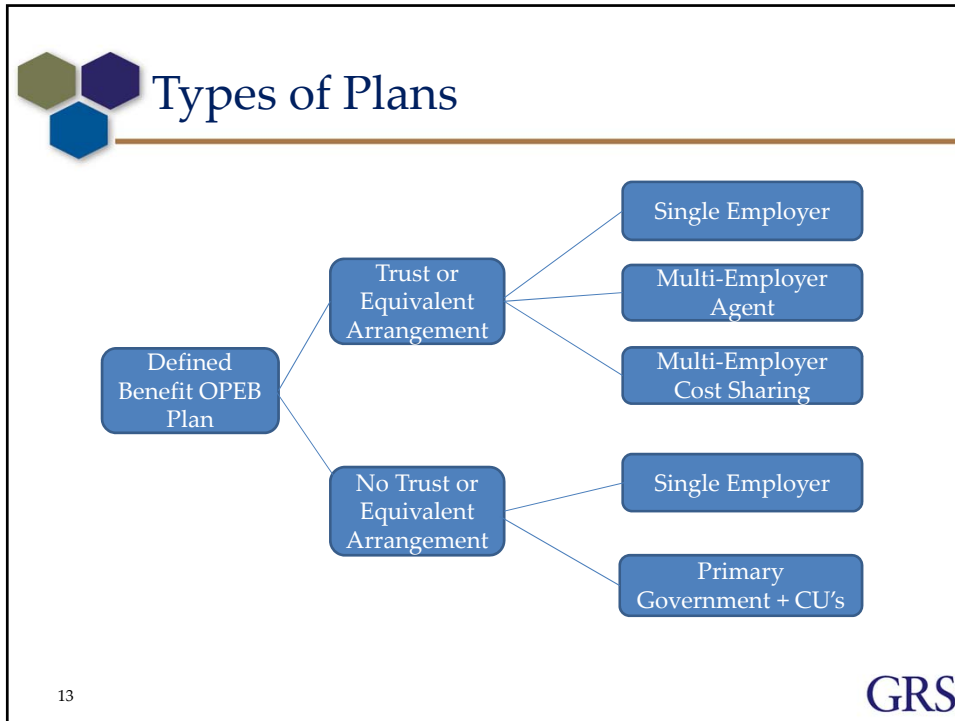 Types of Plans
Defined
Benefit OPEB
Plan
Trust or
Equivalent
Arrangement
Single Employer
Multi-Employer
Agent
Multi-Employer
Cost Sharing
No Trust or
Equivalent
Arrangement
Single Employer
Primary
Government + CU’s
13
GRS